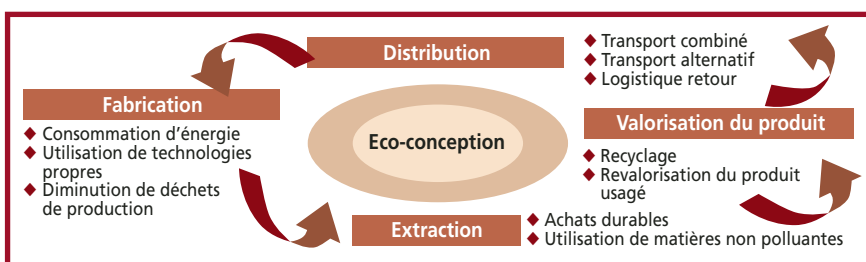 Distribution
◆ Transport combiné
◆ Transport alternatif
◆ Logistique retour
Fabrication
◆ Consommation d'énergie
◆ Utilisation de technologies
propres
◆ Diminution de déchets
de production
Eco-conception
Valorisation du produit
◆ Recyclage
◆ Revalorisation du produit
usagé
Extraction
◆ Achats durables
◆ Utilisation de matières non polluantes